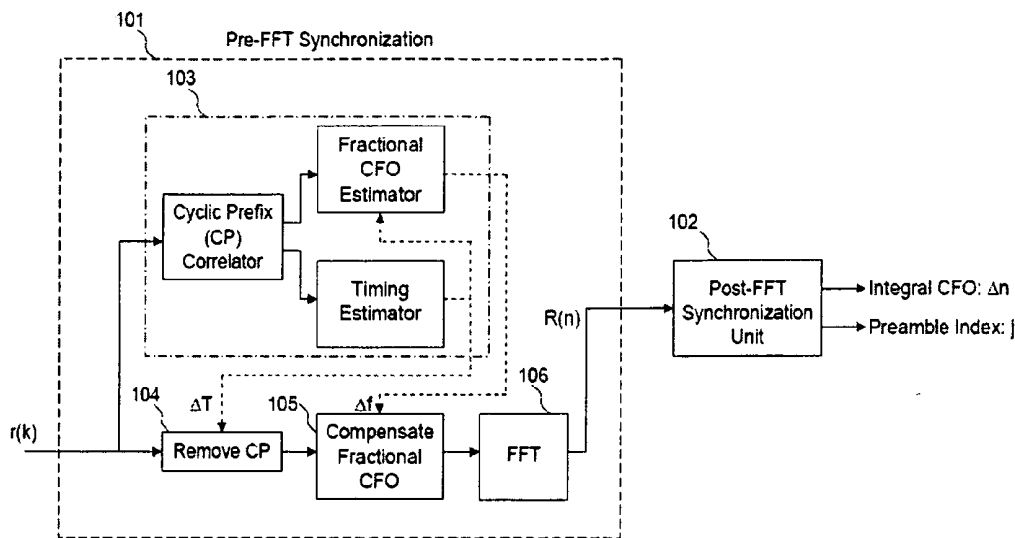 101
Pre-FFT Synchronization
103
Fractional
CFO
Estimator
Cyclic Prefix
(CP)
Correlator
Timing
Estimator
102
Post-FFT
Synchronization
Unit
Integral CFO: Δn
Preamble Index: j
R(n)
r(k)
104
ΔT
Remove CP
105
Δf
Compensate
Fractional
CFO
106
FFT